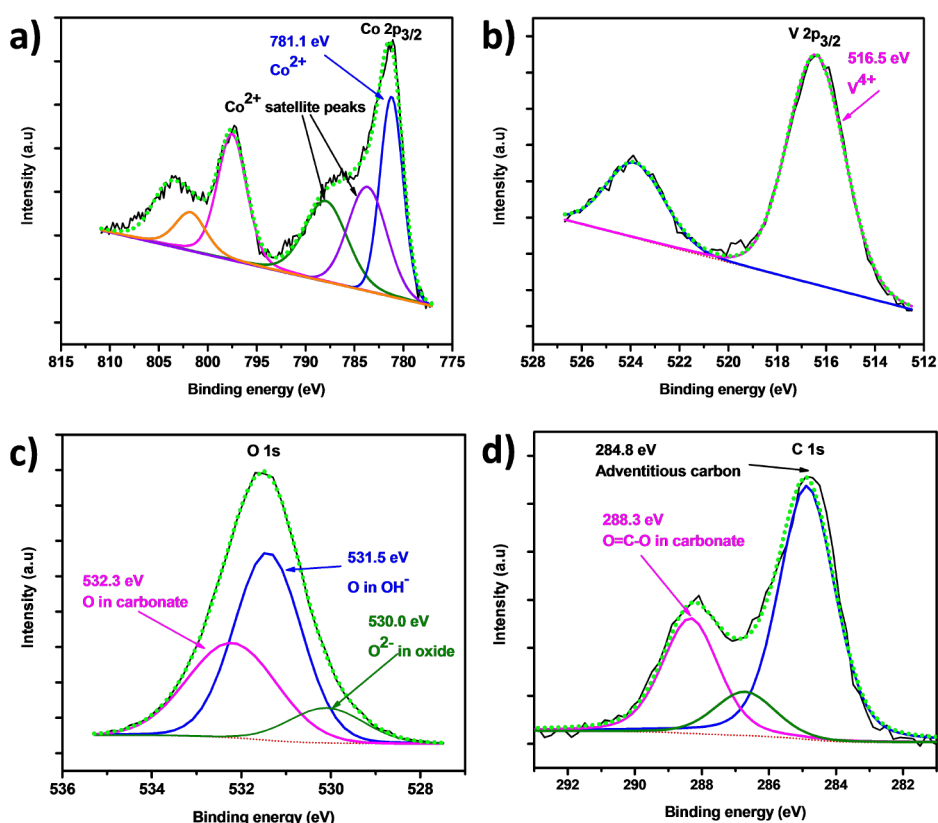 a)
Co 2p3/2
781.1 eV
Co2+
Co2+ satellite peaks
Intensity (a.u)
815 810 805 800 795 790 785 780 775
Binding energy (eV)
b)
V 2p3/2
516.5 eV
V4+
Intensity (a.u)
528 526 524 522 520 518 516 514 512
Binding energy (eV)
c)
O 1s
531.5 eV
O in OH-
532.3 eV
O in carbonate
530.0 eV
O2- in oxide
Intensity (a.u)
536 534 532 530 528
Binding energy (eV)
d)
C 1s
284.8 eV
Adventitious carbon
288.3 eV
O=C-O in carbonate
Intensity (a.u)
292 290 288 286 284 282
Binding energy (eV)